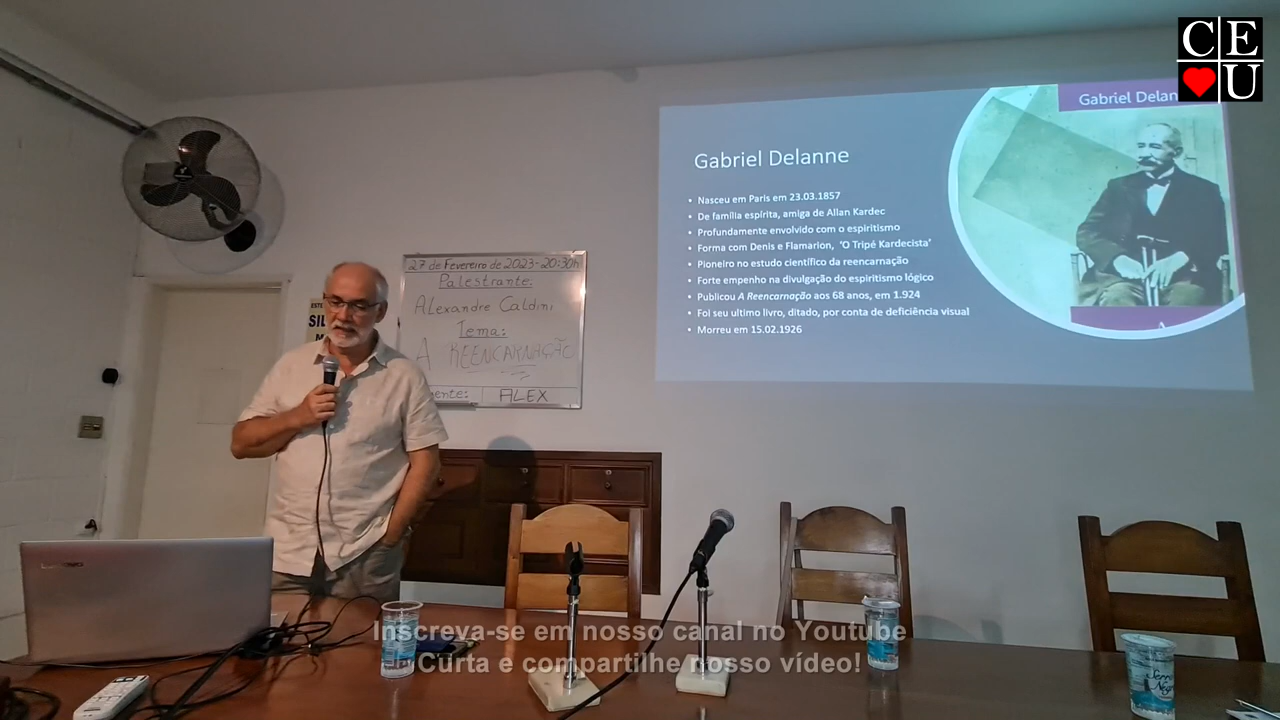 C E
U
Gabriel Delan
Gabriel Delanne
• Nasceu em Paris em 23.03.1857
• De família espírita, amiga de Allan Kardec
• Profundamente envolvido com o espiritismo
• Forma com Denis e Flamarion, ‘O Tripé Kardecista’
• Pioneiro no estudo científico da reencarnação
• Forte empenho na divulgação do espiritismo lógico
• Publicou A Reencarnação aos 68 anos, em 1.924
• Foi seu ultimo livro, ditado, por conta de deficiência visual
• Morreu em 15.02.1926
27 de Fevereiro de 2023-20:30h
Palestrante:
Alexandre Caldini
Tema:
A REENCARNAÇÃO
ente: ALEX
SIL
M
Inscreva-se em nosso canal no Youtube
Curta e compartilhe nosso vídeo!